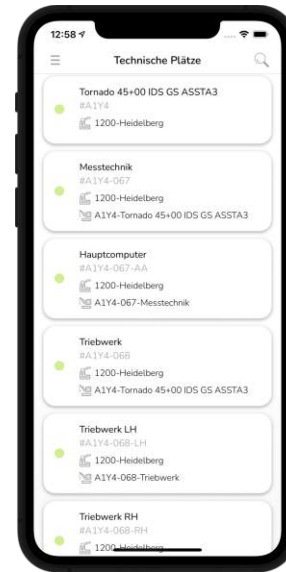 12:58
Technische Plätze
Tornado 45+00 IDS GS ASSTA3
#A1Y4
1200-Heidelberg
Messtechnik
#A1Y4-067
1200-Heidelberg
A1Y4-Tornado 45+00 IDS GS ASSTA3
Hauptcomputer
#A1Y4-067-AA
1200-Heidelberg
A1Y4-067-Messtechnik
Triebwerk
#A1Y4-068
1200-Heidelberg
A1Y4-Tornado 45+00 IDS GS ASSTA3
Triebwerk LH
#A1Y4-068-LH
1200-Heidelberg
A1Y4-068-Triebwerk
Triebwerk RH
#A1Y4-068-RH
1200-Heidelberg